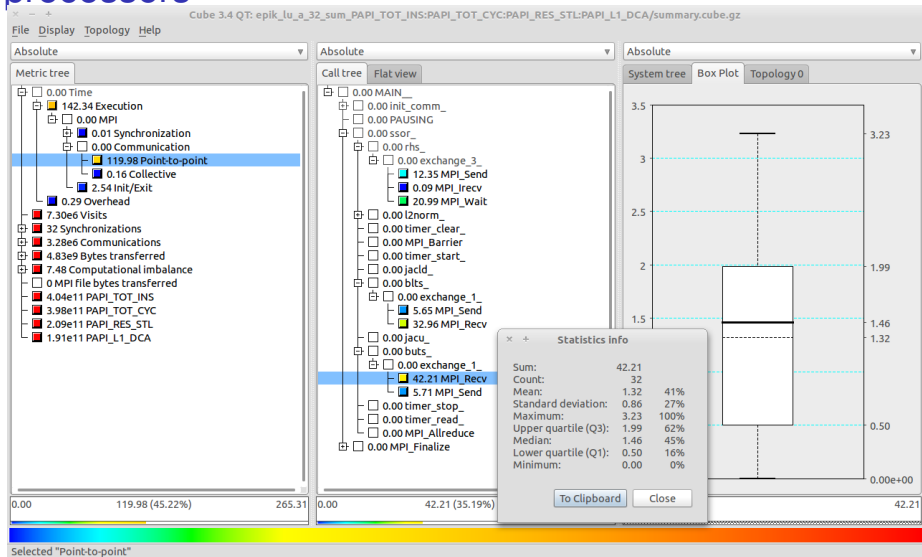 processors
Cube 3.4 QT: epik_lu_a_32_sum_PAPI_TOT_INS:PAPI_TOT_CYC:PAPI_RES_STL:PAPI_L1_DCA/summary.cube.gz
File Display Topology Help
Absolute
Metric tree
0.00 Time
142.34 Execution
0.00 MPI
0.01 Synchronization
0.00 Communication
119.98 Point-to-point
0.16 Collective
2.54 Init/Exit
0.29 Overhead
7.30e6 Visits
32 Synchronizations
3.28e6 Communications
4.83e9 Bytes transferred
7.48 Computational imbalance
0 MPI file bytes transferred
4.04e11 PAPI_TOT_INS
3.98e11 PAPI_TOT_CYC
2.09e11 PAPI_RES_STL
1.91e11 PAPI_L1_DCA
0.00 119.98 (45.22%) 265.31
Absolute
Call tree Flat view
0.00 MAIN__
0.00 init_comm_
0.00 PAUSING
0.00 ssor_
0.00 rhs_
0.00 exchange_3_
12.35 MPI_Send
0.09 MPI_Irecv
20.99 MPI_Wait
0.00 l2norm_
0.00 timer_clear_
0.00 MPI_Barrier
0.00 timer_start_
0.00 jacld_
0.00 blts_
0.00 exchange_1_
5.65 MPI_Send
32.96 MPI_Recv
0.00 jacu_
0.00 buts_
0.00 exchange_1_
42.21 MPI_Recv
5.71 MPI_Send
0.00 timer_stop_
0.00 timer_read_
0.00 MPI_Allreduce
0.00 MPI_Finalize
0.00 42.21 (35.19%)
Absolute
System tree Box Plot Topology 0
3.5
3.23
3
2.5
2
1.99
1.5
1.46
1.32
0.50
0.00e+00
42.21
Statistics info
Sum: 42.21
Count: 32
Mean: 1.32 41%
Standard deviation: 0.86 27%
Maximum: 3.23 100%
Upper quartile (Q3): 1.99 62%
Median: 1.46 45%
Lower quartile (Q1): 0.50 16%
Minimum: 0.00 0%
To Clipboard Close
Selected "Point-to-point"